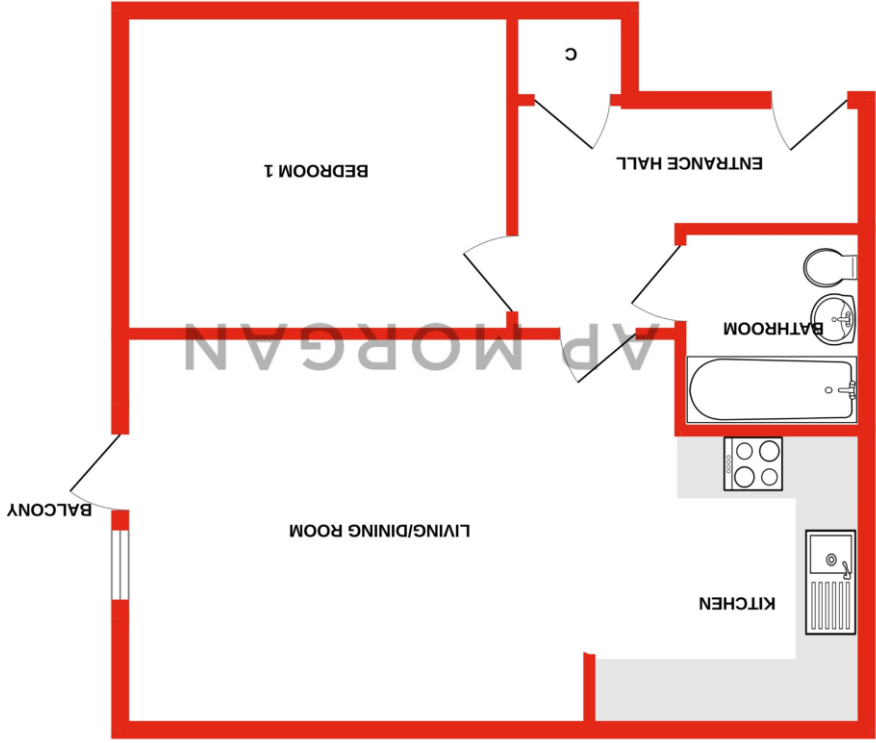 KITCHEN
LIVING/DINING ROOM
BALCONY
AP MORGAN
BATHROOM
BEDROOM 1
ENTRANCE HALL
C